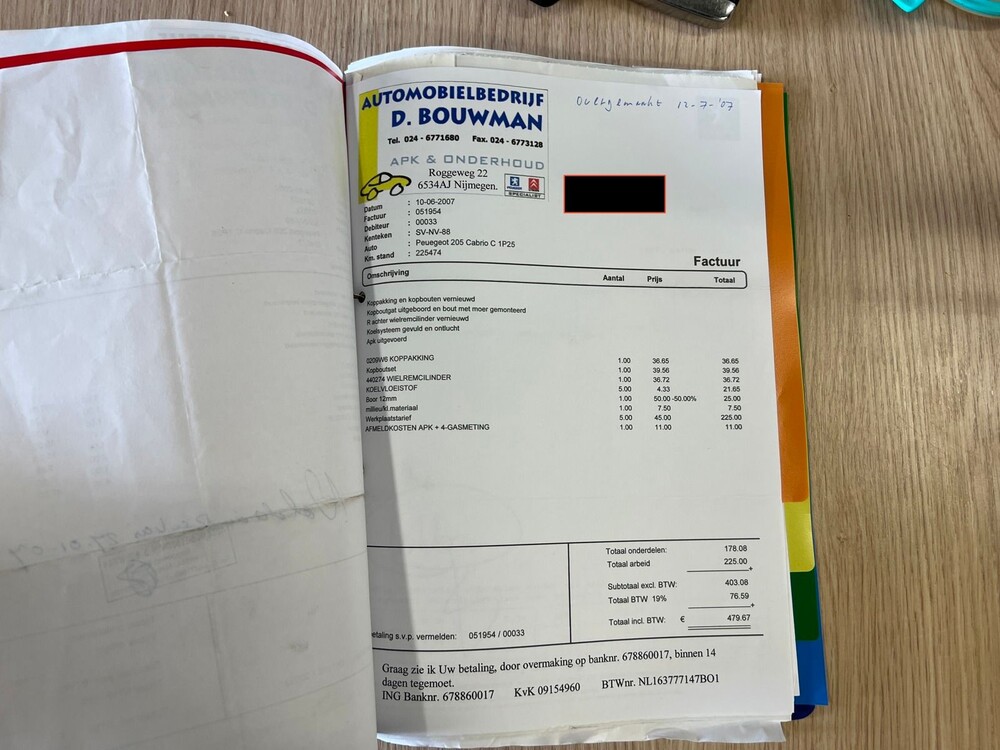 AUTOMOBIELBEDRIJF
D. BOUWMAN
Tel. 024 - 6771680 Fax. 024 - 6773128
APK & ONDERHOUD
Roggeweg 22
6534AJ Nijmegen.
SPECIALIST
Overgemaakt 12-7-'07
Datum : 10-06-2007
Factuur : 051954
Debiteur : 00033
Kenteken : SV-NV-88
Auto : Peuegeot 205 Cabrio C 1P25
Km. stand : 225474
Factuur
Omschrijving Aantal Prijs Totaal
Koppakking en kopbouten vernieuwd
Kopboutgat uitgeboord en bout met moer gemonteerd
R achter wielremcilinder vernieuwd
Koelsysteem gevuld en ontlucht
Apk uitgevoerd
0209W6 KOPPAKKING 1.00 36.65 36.65
Kopboutset 1.00 39.56 39.56
440274 WIELREMCILINDER 1.00 36.72 36.72
KOELVLOEISTOF 5.00 4.33 21.65
Boor 12mm 1.00 50.00 -50.00% 25.00
millieu/kl.materiaal 1.00 7.50 7.50
Werkplaatstarief 5.00 45.00 225.00
AFMELDKOSTEN APK + 4-GASMETING 1.00 11.00 11.00
Totaal onderdelen: 178.08
Totaal arbeid 225.00
+
Subtotaal excl. BTW: 403.08
Totaal BTW 19% 76.59
+
Totaal incl. BTW: € 479.67
etaling s.v.p. vermelden: 051954 / 00033
Graag zie ik Uw betaling, door overmaking op banknr. 678860017, binnen 14
dagen tegemoet.
ING Banknr. 678860017 KvK 09154960 BTWnr. NL163777147BO1